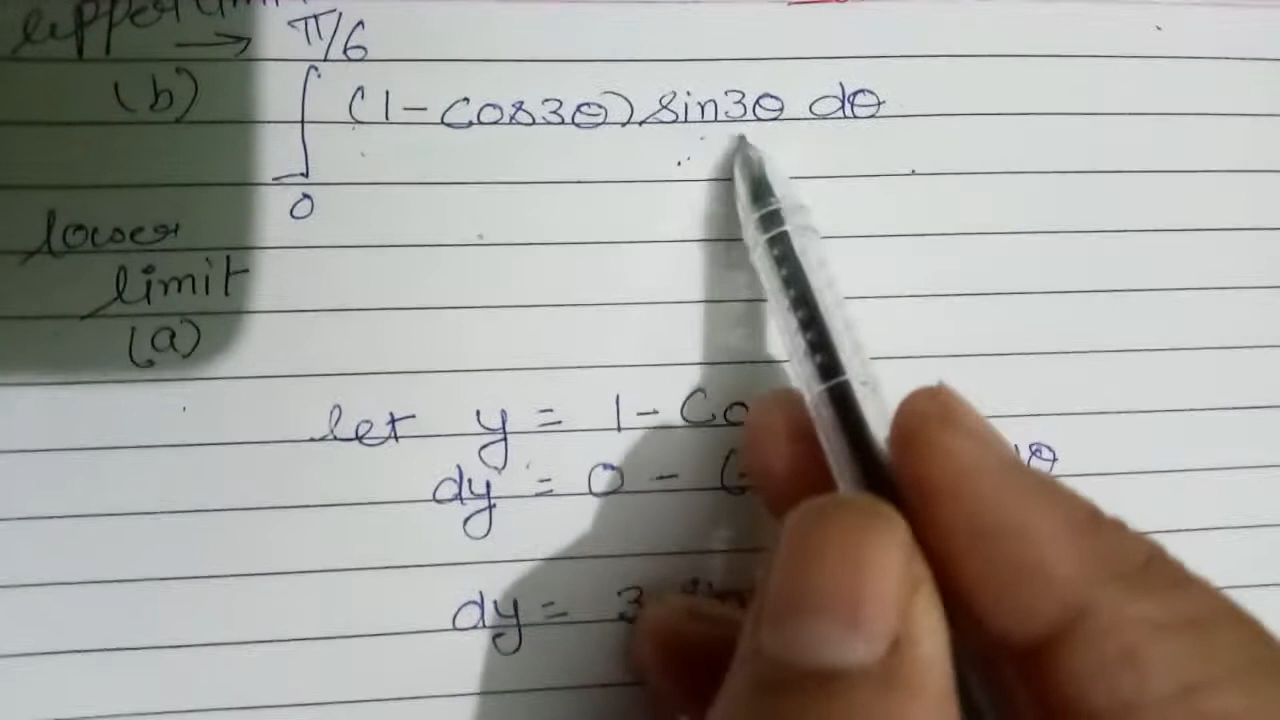 upper limit → π/6
(b) ∫ (1 - Cos3θ) sin3θ dθ
0
lower
limit
(a)
let y = 1 - Co
dy = 0 - ( θ
dy = 3